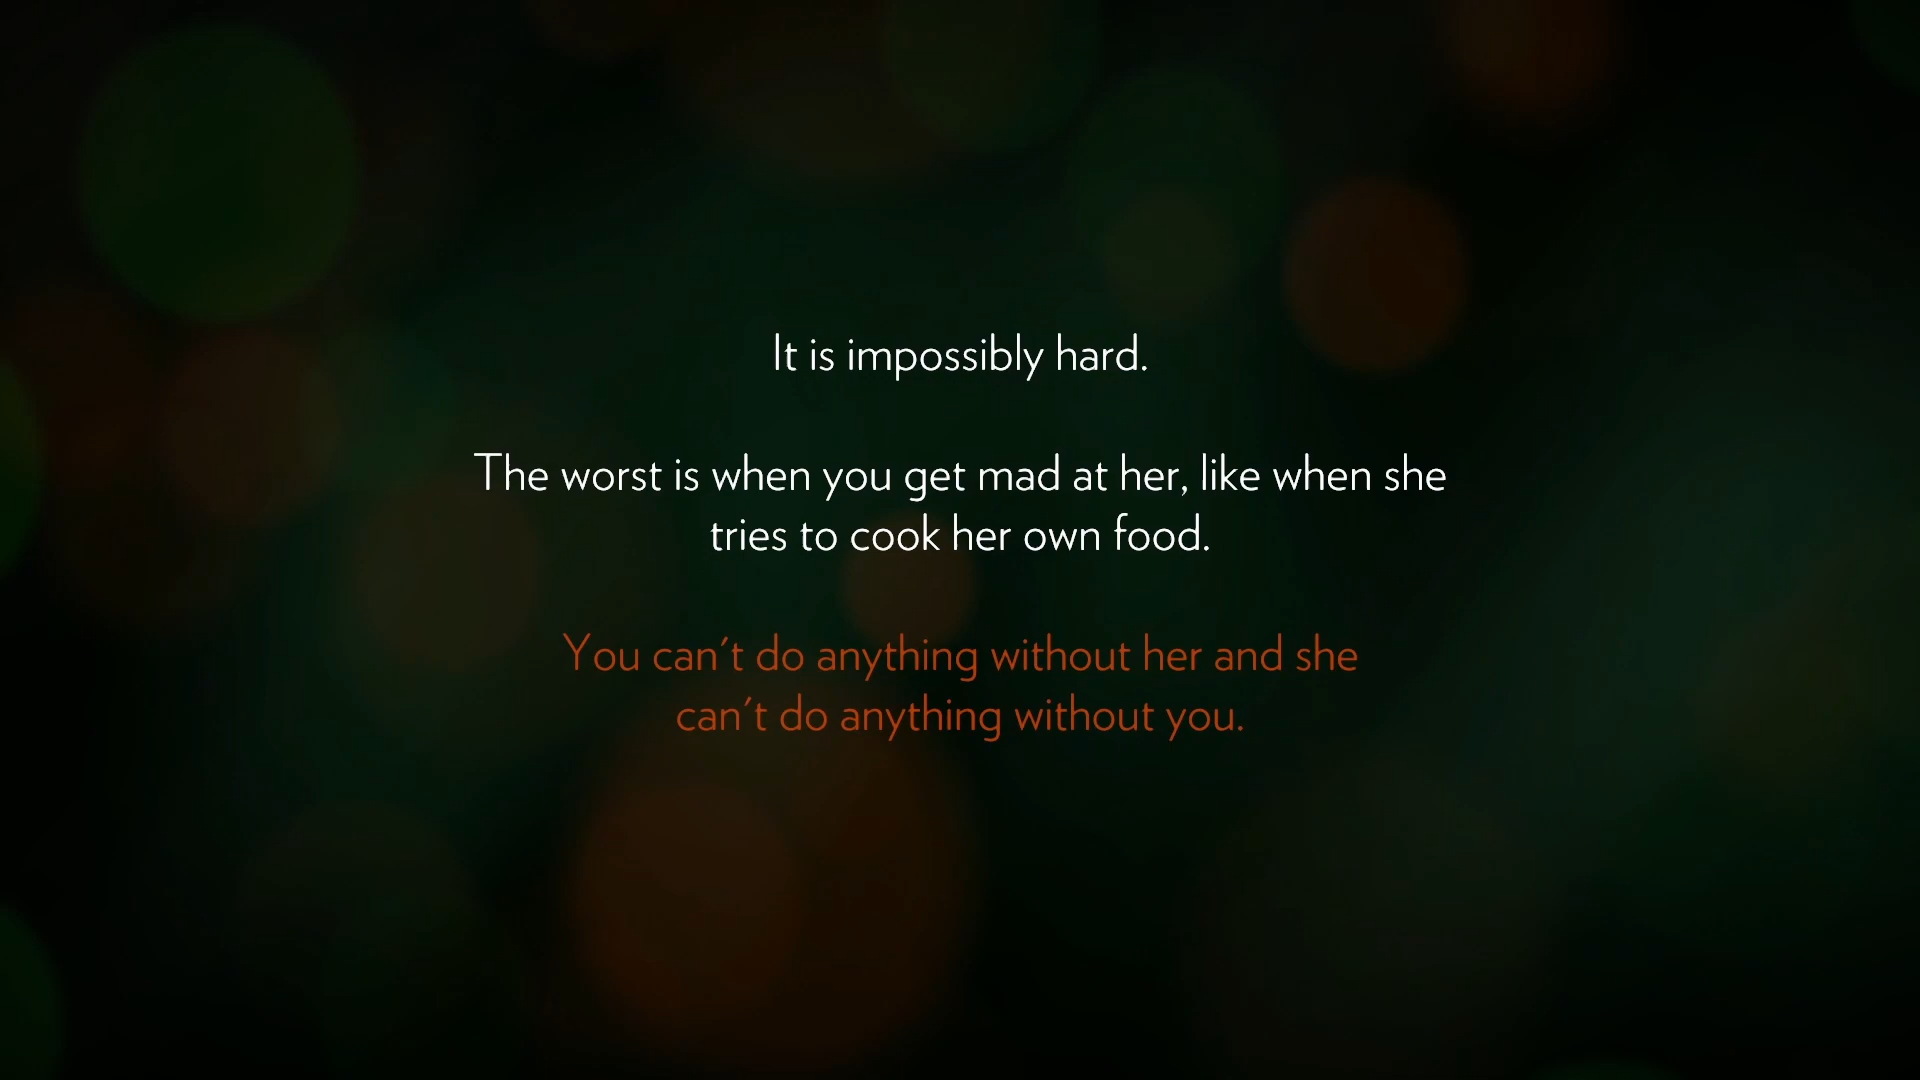 It is impossibly hard.
The worst is when you get mad at her, like when she
tries to cook her own food.
You can't do anything without her and she
can't do anything without you.